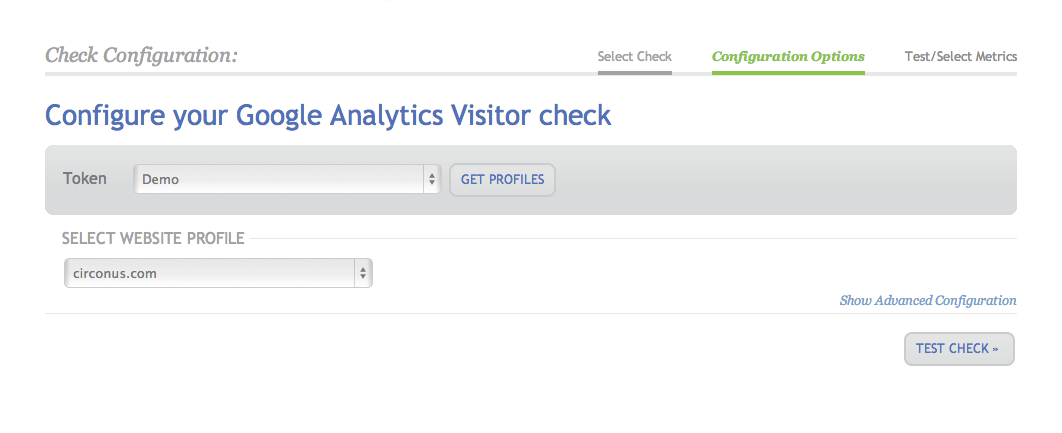 Check Configuration:
Select Check
Configuration Options
Test/Select Metrics
Configure your Google Analytics Visitor check
Token
Demo
GET PROFILES
SELECT WEBSITE PROFILE
circonus.com
Show Advanced Configuration
TEST CHECK »